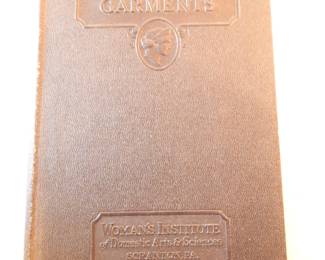 GARMENTS
WOMAN'S INSTITUTE
of Domestic Arts & Sciences
SCRANTON, PA.